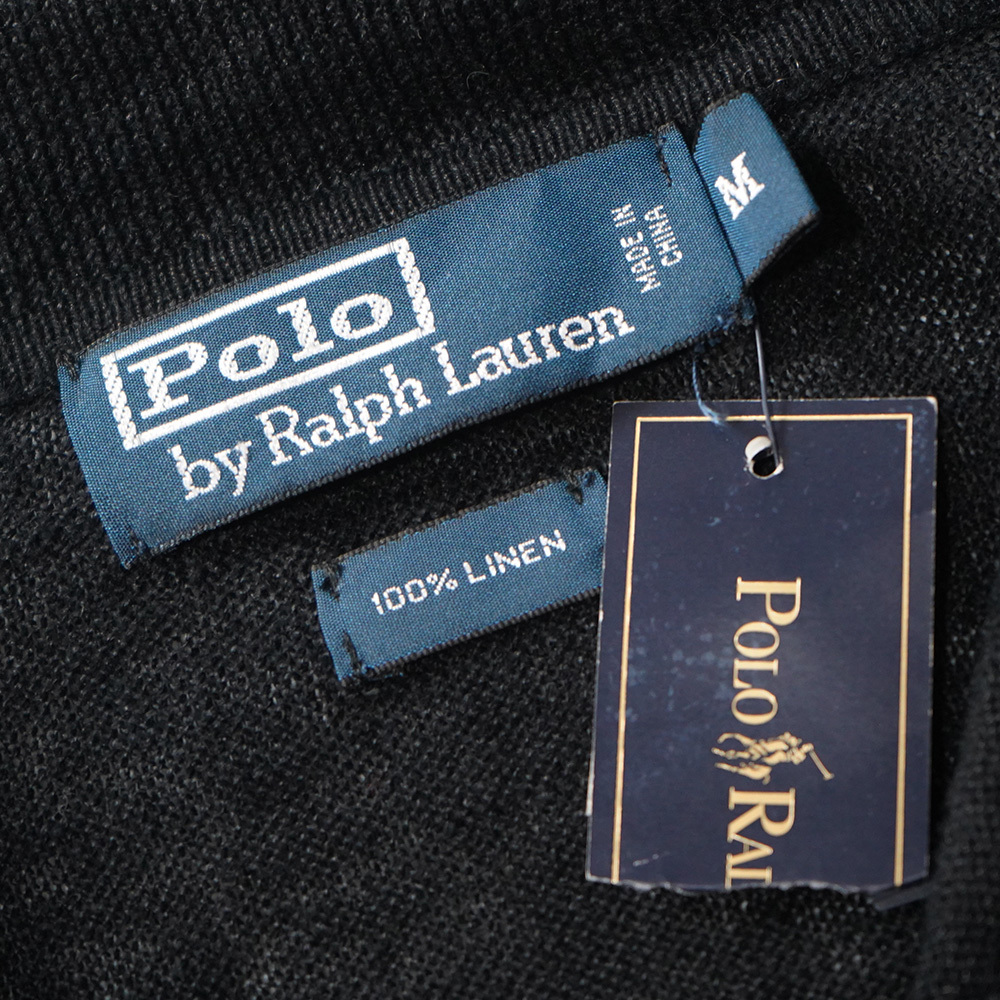 Polo
by Ralph Lauren
MADE IN
CHINA
M
100% LINEN
POLO RAL